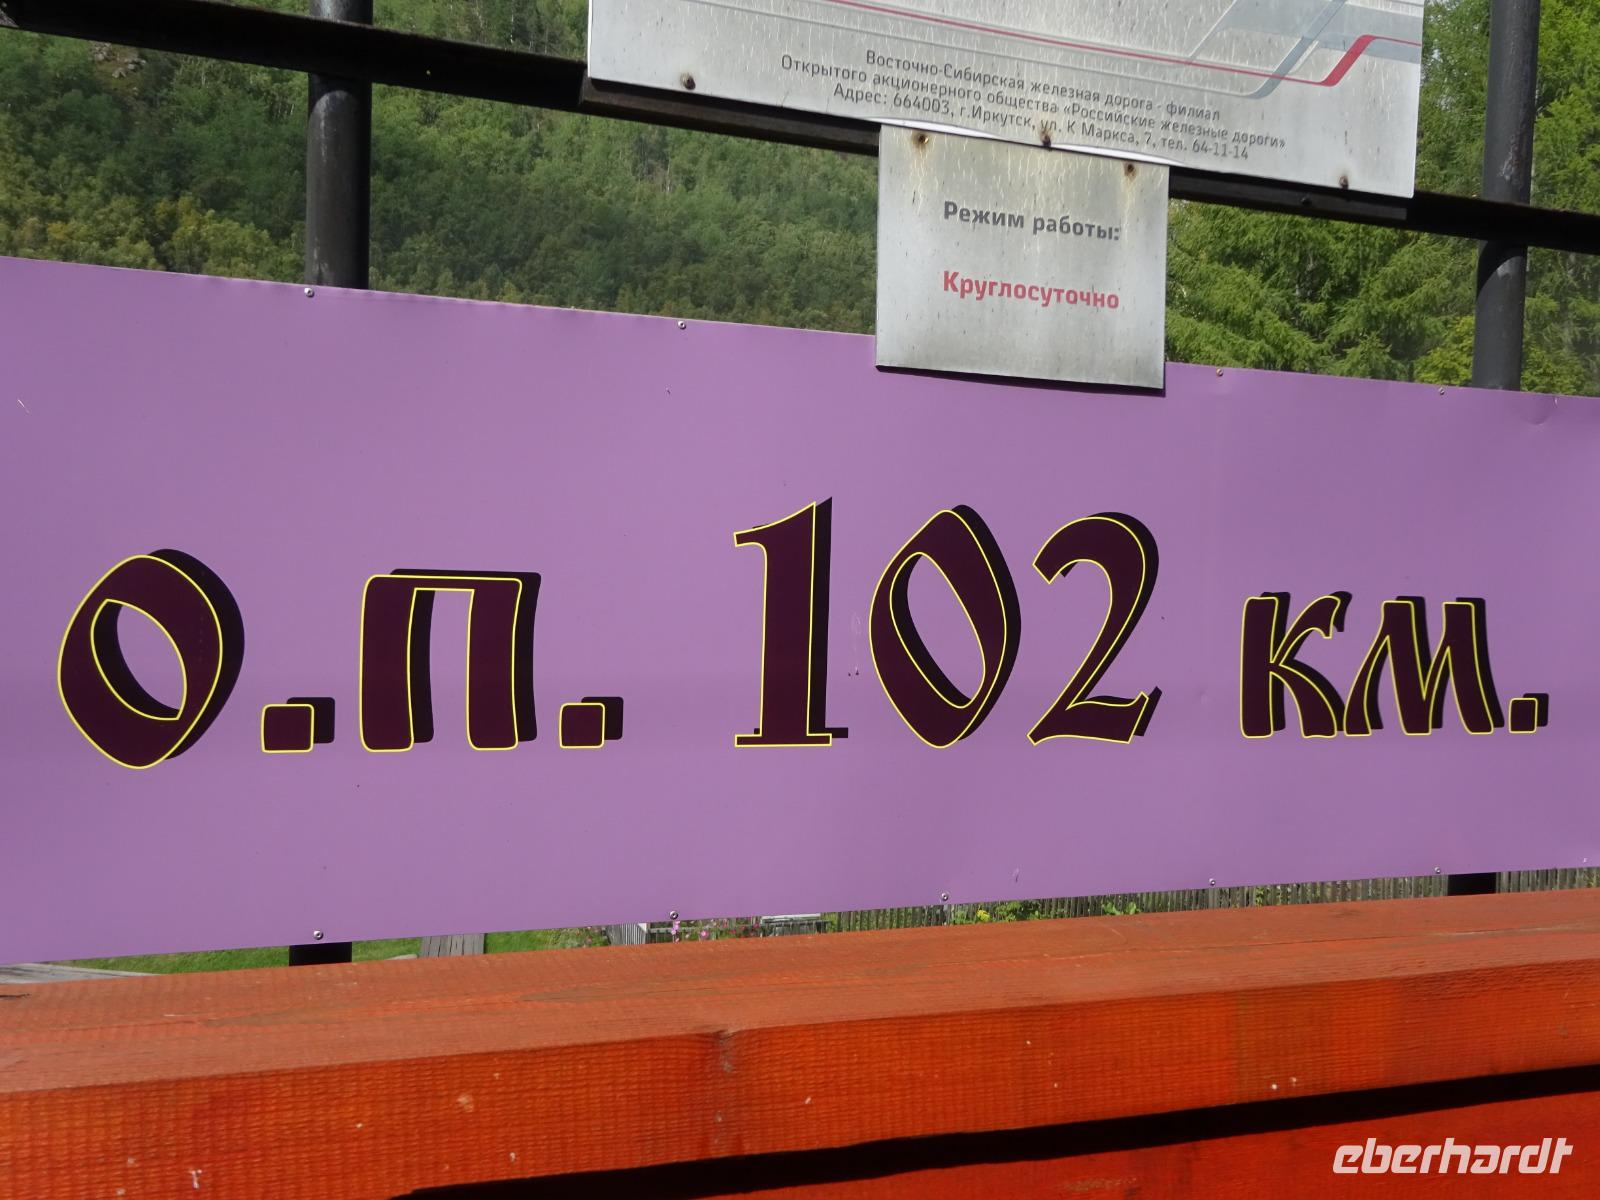 Восточно-Сибирская железная дорога - филиал
Открытого акционерного общества «Российские железные дороги»
Адрес: 664003, г.Иркутск, ул. К Маркса, 7, тел. 64-11-14
Режим работы:
Круглосуточно
о.п. 102 км.
eberhardt